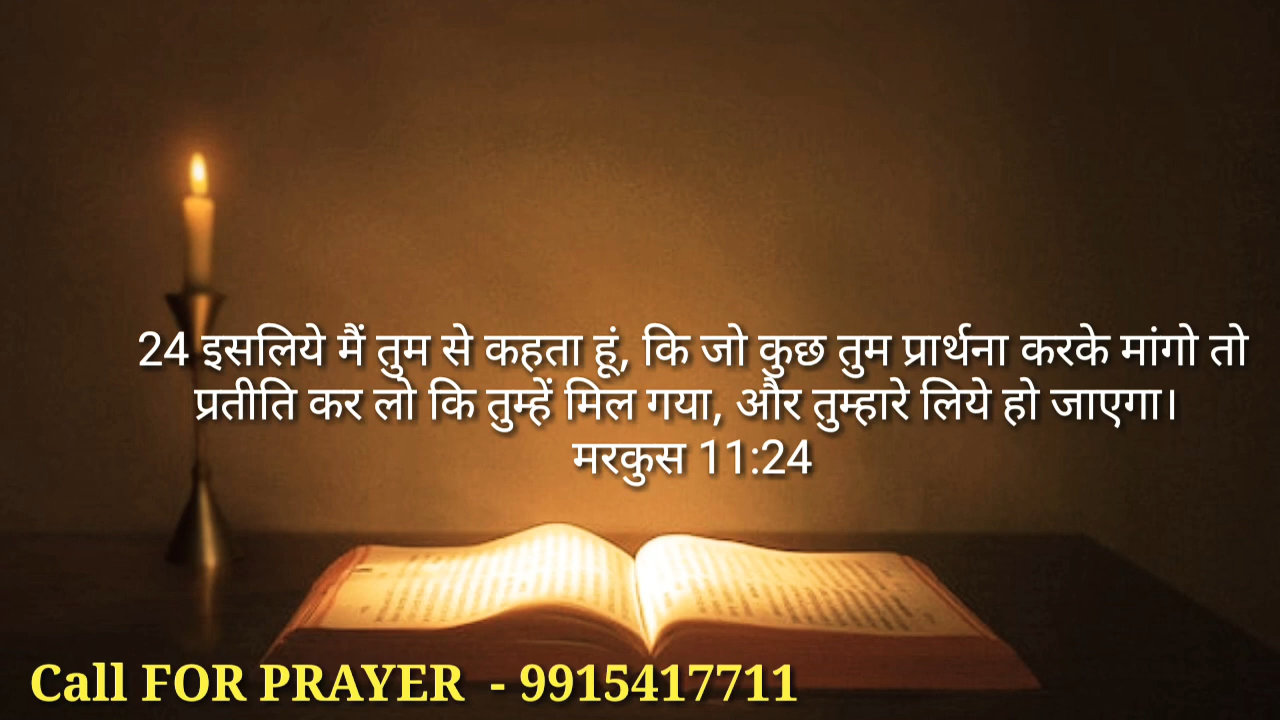 24 इसलिये मैं तुम से कहता हूं, कि जो कुछ तुम प्रार्थना करके मांगो तो
प्रतीति कर लो कि तुम्हें मिल गया, और तुम्हारे लिये हो जाएगा।
मरकुस 11:24
Call FOR PRAYER - 9915417711